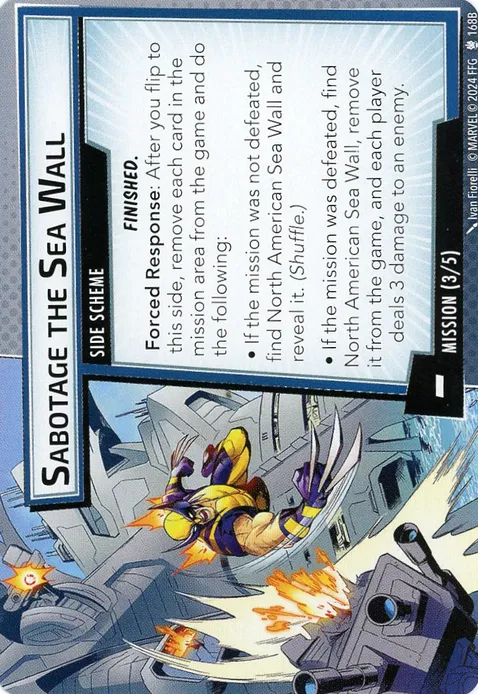 SABOTAGE THE SEA WALL
SIDE SCHEME
FINISHED.
Forced Response: After you flip to
this side, remove each card in the
mission area from the game and do
the following:
• If the mission was not defeated,
find North American Sea Wall and
reveal it. (Shuffle.)
• If the mission was defeated, find
North American Sea Wall, remove
it from the game, and each player
deals 3 damage to an enemy.
–
MISSION (3/5)
Ivan Fiorelli © MARVEL © 2024 FFG 168B